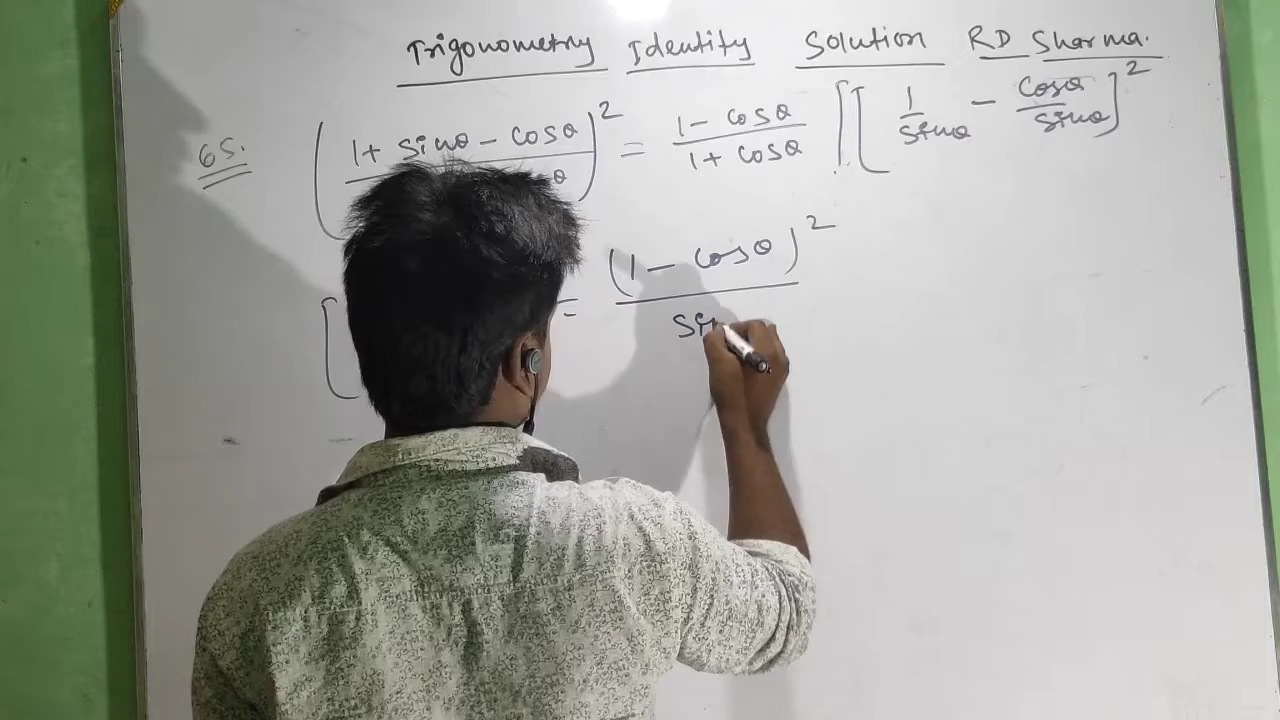 Trigonometry Identity Solution RD Sharma.
65. ( 1 + sinθ - cosθ / θ )² = 1 - cosθ / 1 + cosθ [ 1/sinθ - cosθ/sinθ ]²
[ = (1 - cosθ)² / si